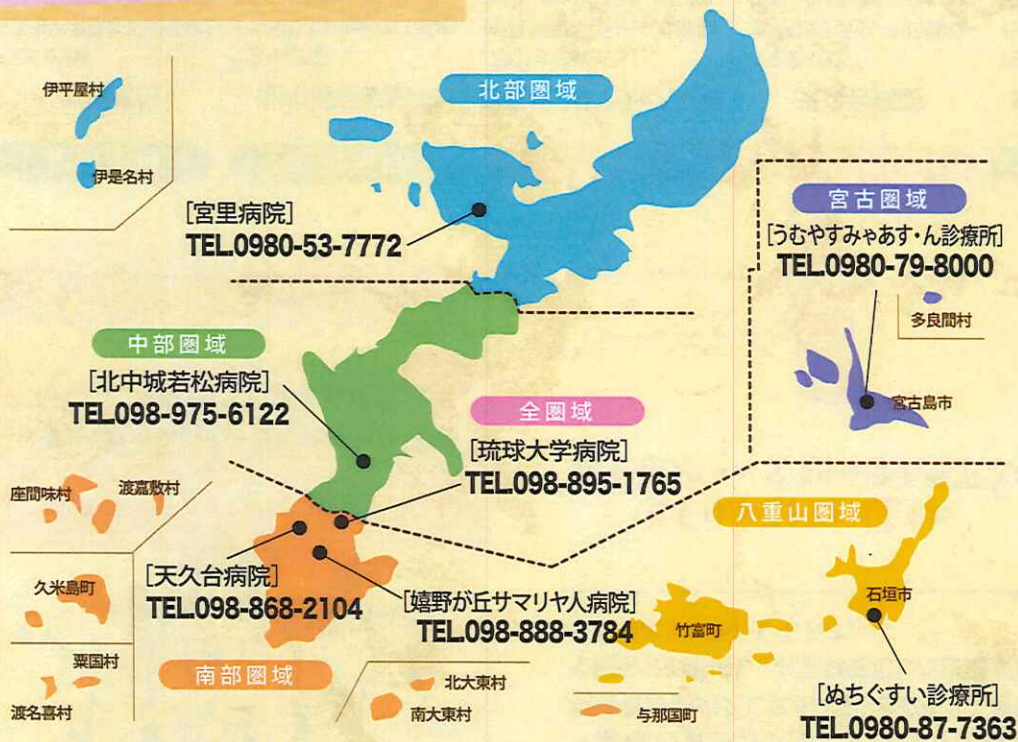 伊平屋村
伊是名村
北部圏域
[宮里病院]
TEL.0980-53-7772
宮古圏域
[うむやすみゃあす・ん診療所]
TEL.0980-79-8000
多良間村
宮古島市
中部圏域
[北中城若松病院]
TEL.098-975-6122
全圏域
[琉球大学病院]
TEL.098-895-1765
座間味村
渡嘉敷村
久米島町
粟国村
渡名喜村
[天久台病院]
TEL.098-868-2104
[嬉野が丘サマリヤ人病院]
TEL.098-888-3784
南部圏域
北大東村
南大東村
八重山圏域
石垣市
竹富町
与那国町
[ぬちぐすい診療所]
TEL.0980-87-7363